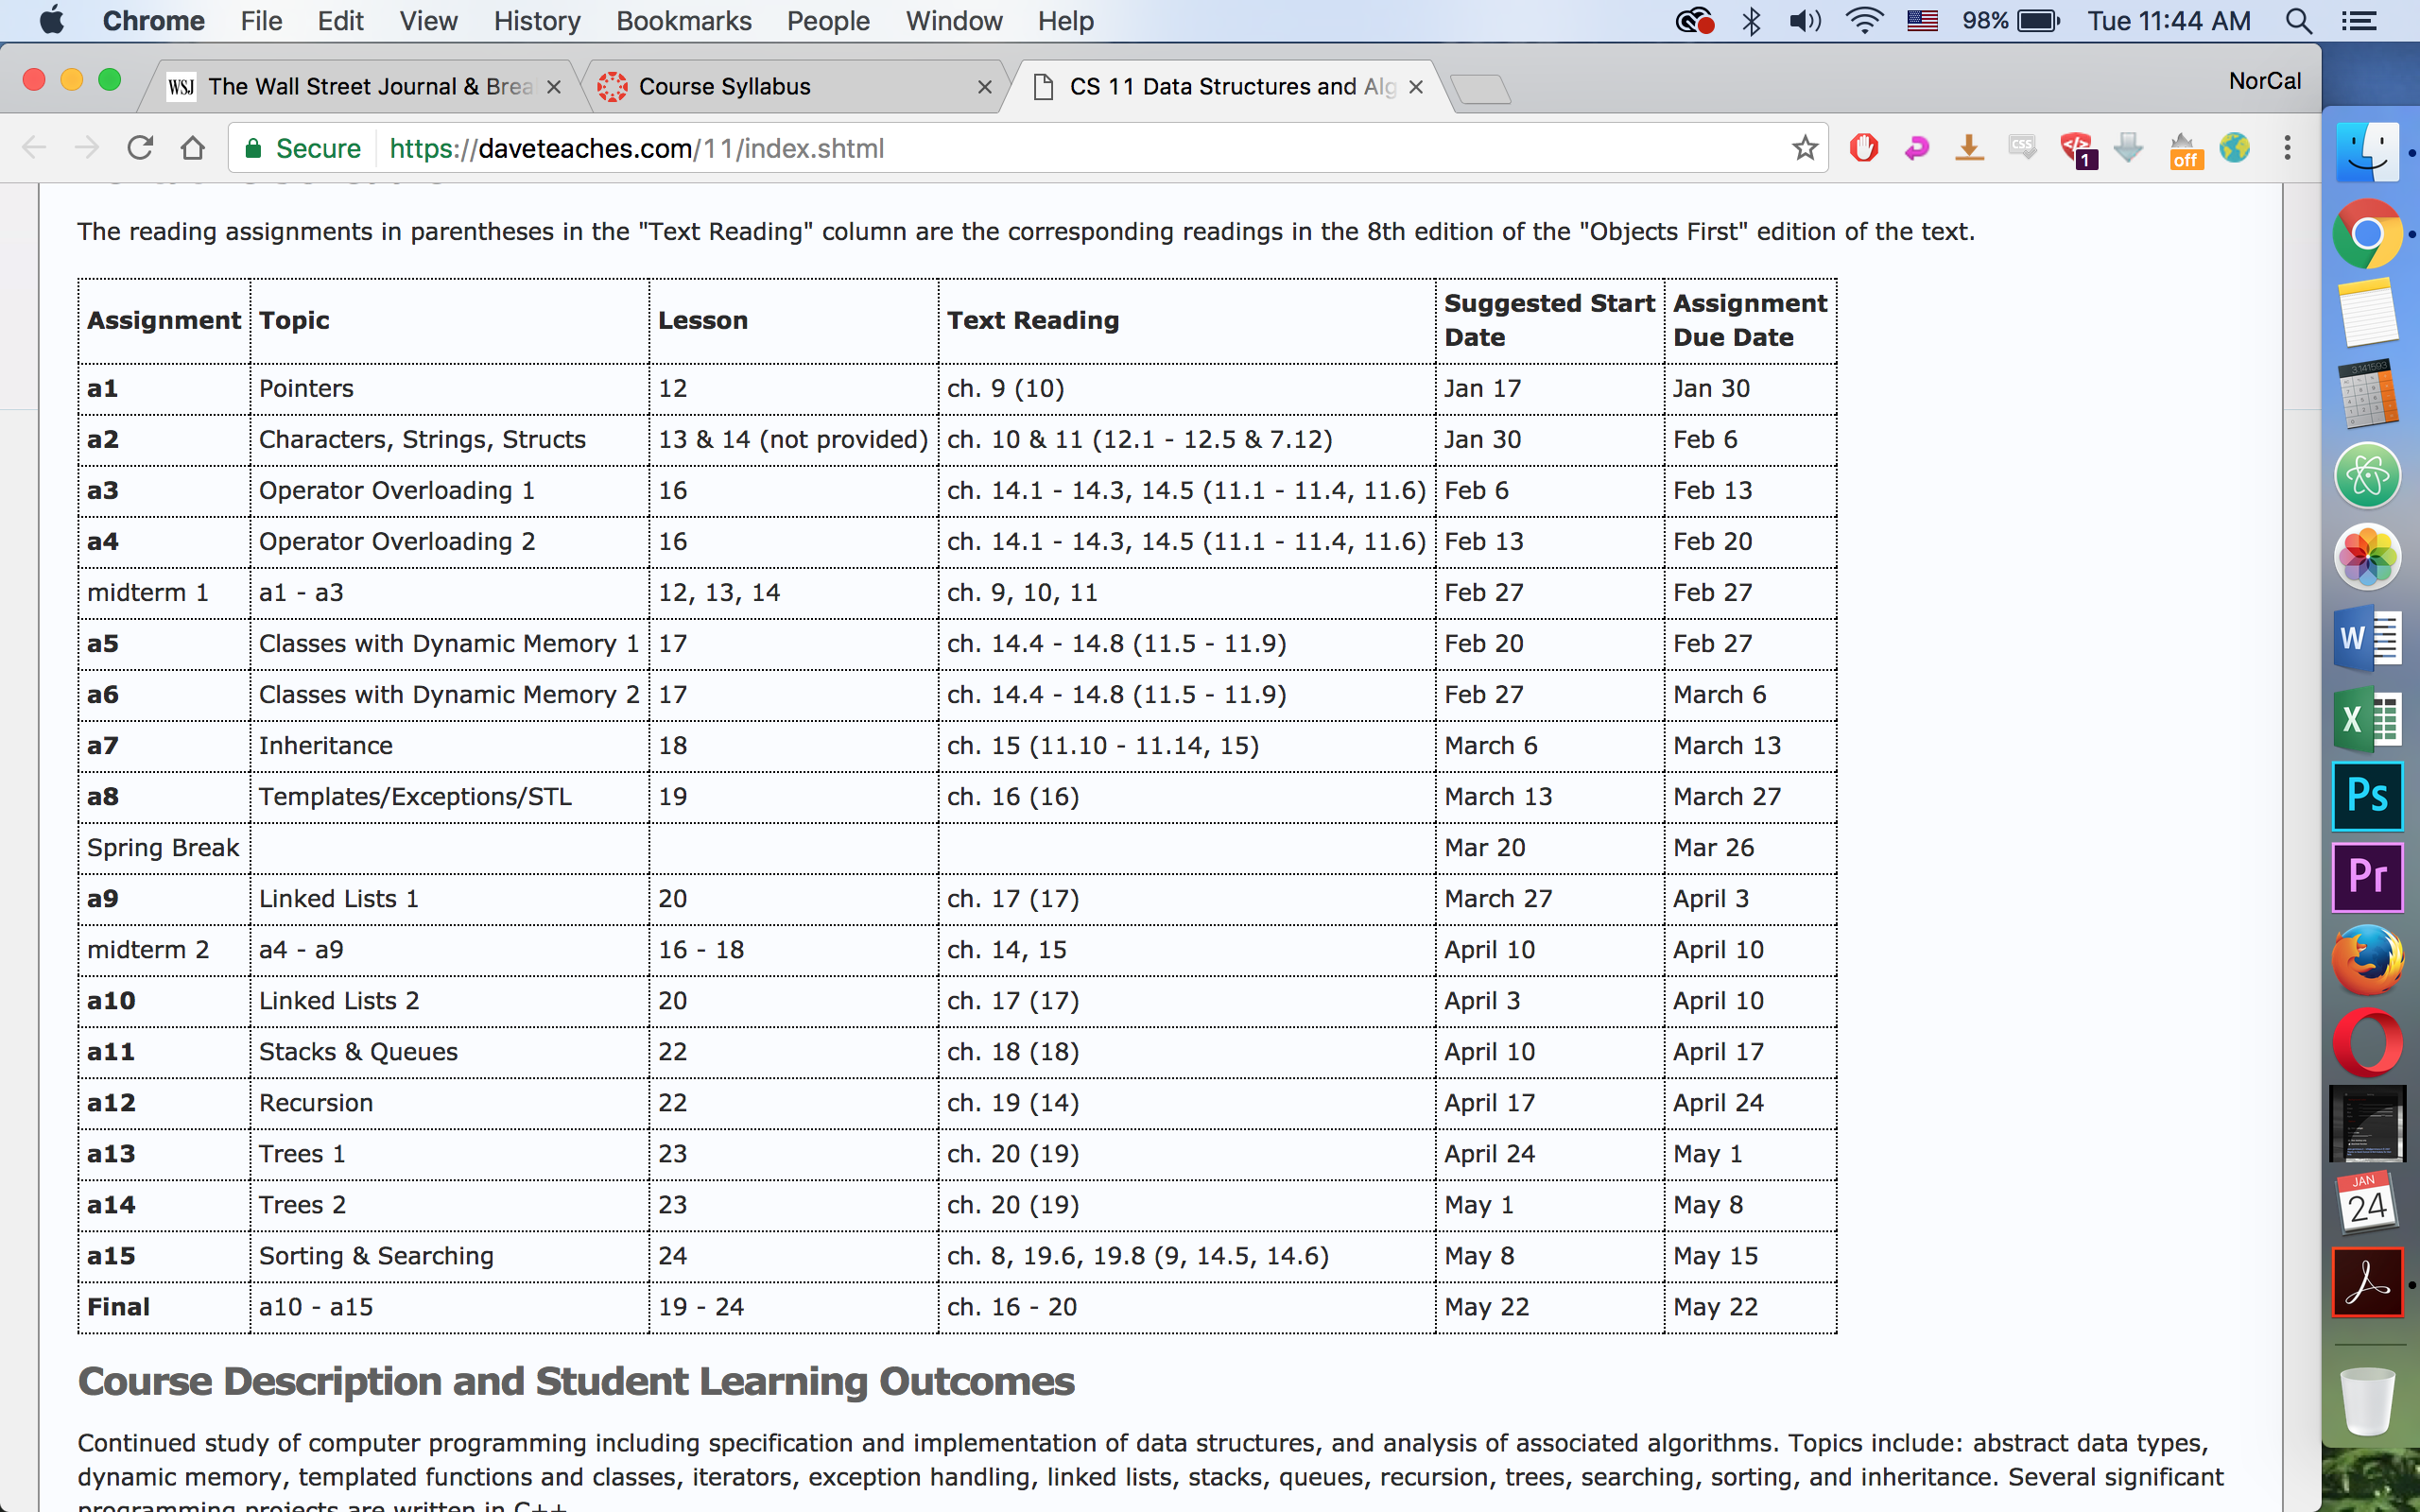 Chrome File Edit View History Bookmarks People Window Help 98% Tue 11:44 AM
WSJ The Wall Street Journal & Brea Course Syllabus CS 11 Data Structures and Alg NorCal
Secure https://daveteaches.com/11/index.shtml CSS 1 off
The reading assignments in parentheses in the "Text Reading" column are the corresponding readings in the 8th edition of the "Objects First" edition of the text.
Assignment Topic Lesson Text Reading Suggested Start Date Assignment Due Date
a1 Pointers 12 ch. 9 (10) Jan 17 Jan 30
a2 Characters, Strings, Structs 13 & 14 (not provided) ch. 10 & 11 (12.1 - 12.5 & 7.12) Jan 30 Feb 6
a3 Operator Overloading 1 16 ch. 14.1 - 14.3, 14.5 (11.1 - 11.4, 11.6) Feb 6 Feb 13
a4 Operator Overloading 2 16 ch. 14.1 - 14.3, 14.5 (11.1 - 11.4, 11.6) Feb 13 Feb 20
midterm 1 a1 - a3 12, 13, 14 ch. 9, 10, 11 Feb 27 Feb 27
a5 Classes with Dynamic Memory 1 17 ch. 14.4 - 14.8 (11.5 - 11.9) Feb 20 Feb 27
a6 Classes with Dynamic Memory 2 17 ch. 14.4 - 14.8 (11.5 - 11.9) Feb 27 March 6
a7 Inheritance 18 ch. 15 (11.10 - 11.14, 15) March 6 March 13
a8 Templates/Exceptions/STL 19 ch. 16 (16) March 13 March 27
Spring Break Mar 20 Mar 26
a9 Linked Lists 1 20 ch. 17 (17) March 27 April 3
midterm 2 a4 - a9 16 - 18 ch. 14, 15 April 10 April 10
a10 Linked Lists 2 20 ch. 17 (17) April 3 April 10
a11 Stacks & Queues 22 ch. 18 (18) April 10 April 17
a12 Recursion 22 ch. 19 (14) April 17 April 24
a13 Trees 1 23 ch. 20 (19) April 24 May 1
a14 Trees 2 23 ch. 20 (19) May 1 May 8
a15 Sorting & Searching 24 ch. 8, 19.6, 19.8 (9, 14.5, 14.6) May 8 May 15
Final a10 - a15 19 - 24 ch. 16 - 20 May 22 May 22
Course Description and Student Learning Outcomes
Continued study of computer programming including specification and implementation of data structures, and analysis of associated algorithms. Topics include: abstract data types,
dynamic memory, templated functions and classes, iterators, exception handling, linked lists, stacks, queues, recursion, trees, searching, sorting, and inheritance. Several significant
programming projects are written in C++
W
X
Ps
Pr
JAN
24